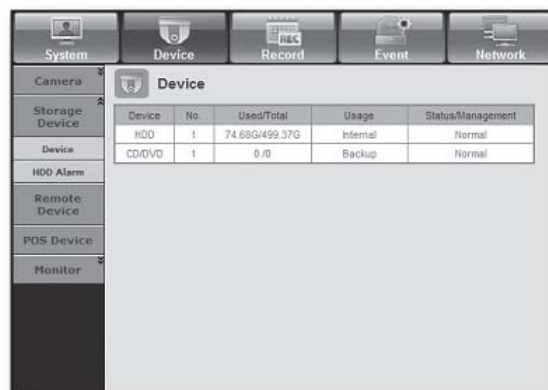 System Device Record Event Network
REC
Camera
Storage Device
Device
HDD Alarm
Remote Device
POS Device
Monitor
Device
Device No. Used/Total Usage Status/Management
HDD 1 74.68G/499.37G Internal Normal
CD/DVD 1 0 /0 Backup Normal